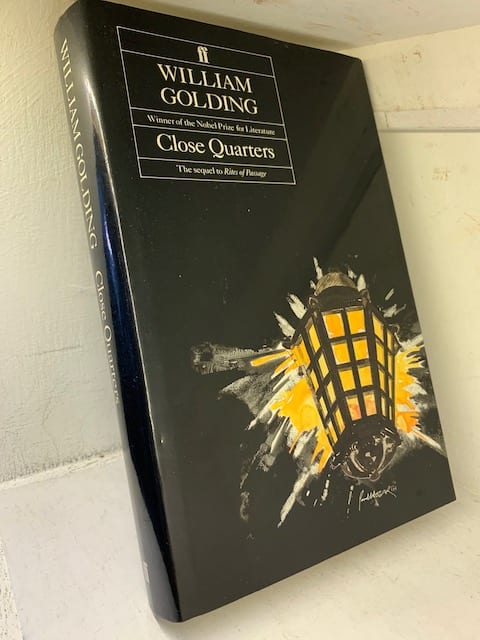 ff
WILLIAM
GOLDING
Winner of the Nobel Prize for Literature
Close Quarters
The sequel to Rites of Passage
WILLIAM GOLDING Close Quarters